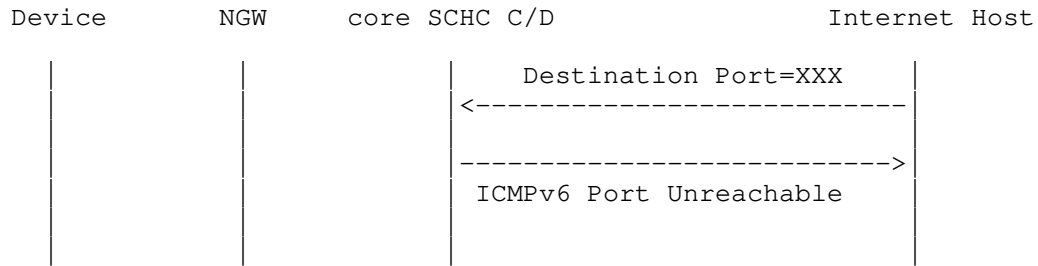 Device NGW core SCHC C/D Internet Host
Destination Port=XXX
ICMPv6 Port Unreachable